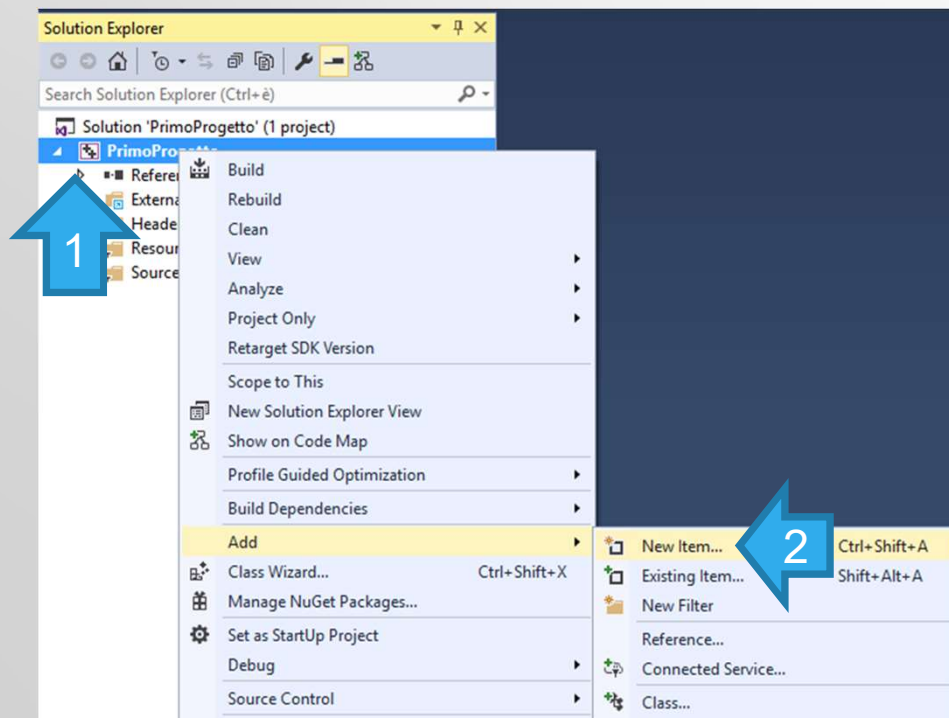 Solution Explorer
Search Solution Explorer (Ctrl+è)
Solution 'PrimoProgetto' (1 project)
1
Build
Rebuild
Clean
View
Analyze
Project Only
Retarget SDK Version
Scope to This
New Solution Explorer View
Show on Code Map
Profile Guided Optimization
Build Dependencies
Add
Class Wizard... Ctrl+Shift+X
Manage NuGet Packages...
Set as StartUp Project
Debug
Source Control
New Item... 2 Ctrl+Shift+A
Existing Item... Shift+Alt+A
New Filter
Reference...
Connected Service...
Class...